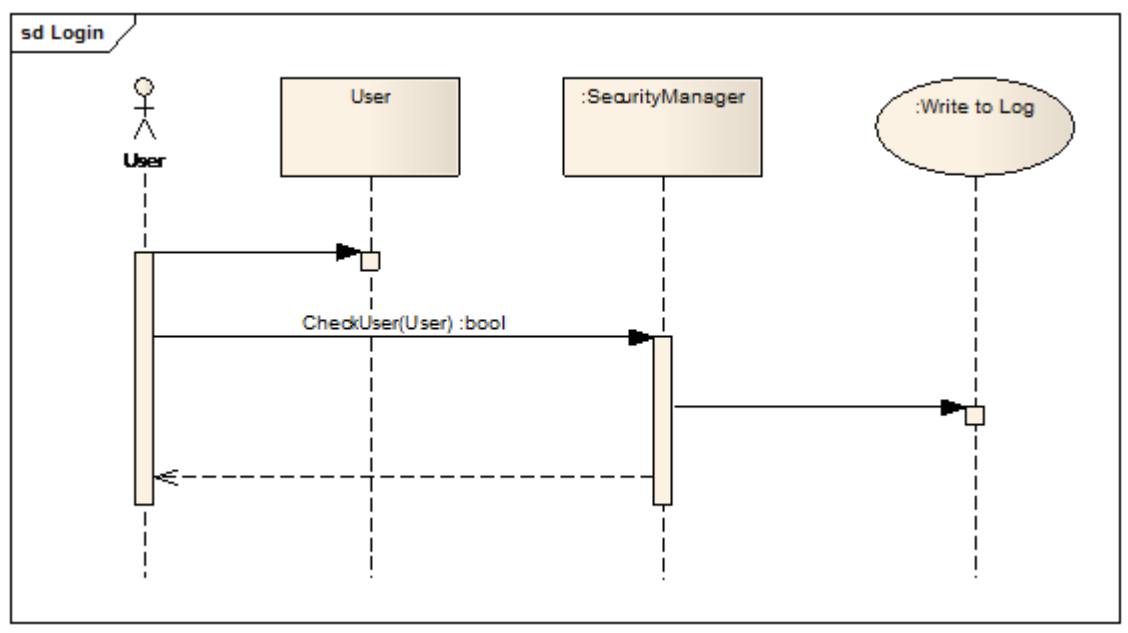 sd Login
User
User
:SecurityManager
:Write to Log
CheckUser(User) :bool